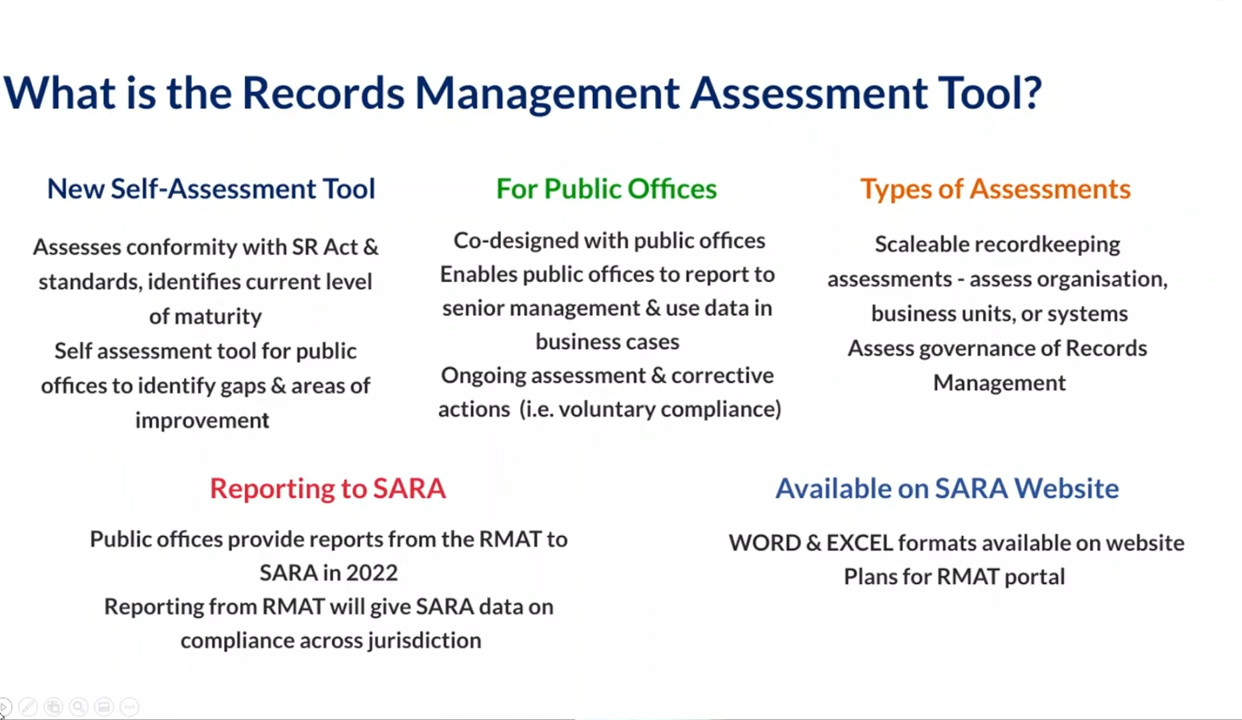 What is the Records Management Assessment Tool?
New Self-Assessment Tool
Assesses conformity with SR Act &
standards, identifies current level
of maturity
Self assessment tool for public
offices to identify gaps & areas of
improvement
For Public Offices
Co-designed with public offices
Enables public offices to report to
senior management & use data in
business cases
Ongoing assessment & corrective
actions (i.e. voluntary compliance)
Types of Assessments
Scaleable recordkeeping
assessments - assess organisation,
business units, or systems
Assess governance of Records
Management
Reporting to SARA
Public offices provide reports from the RMAT to
SARA in 2022
Reporting from RMAT will give SARA data on
compliance across jurisdiction
Available on SARA Website
WORD & EXCEL formats available on website
Plans for RMAT portal